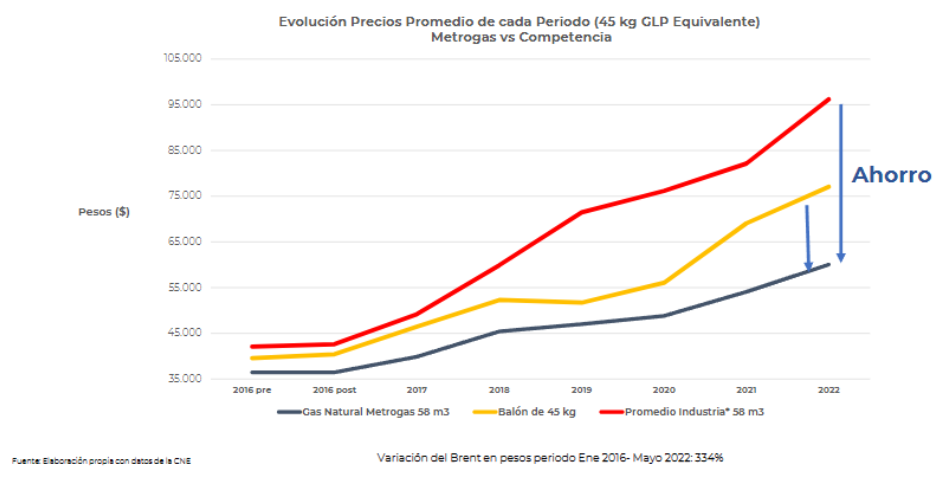 Evolución Precios Promedio de cada Periodo (45 kg GLP Equivalente)
Metrogas vs Competencia
105.000
95.000
85.000
75.000
65.000
55.000
45.000
35.000
Pesos ($)
Ahorro
2016 pre 2016 post 2017 2018 2019 2020 2021 2022
Gas Natural Metrogas 58 m3 Balón de 45 kg Promedio Industria* 58 m3
Fuente: Elaboración propia con datos de la CNE
Variación del Brent en pesos periodo Ene 2016- Mayo 2022: 334%